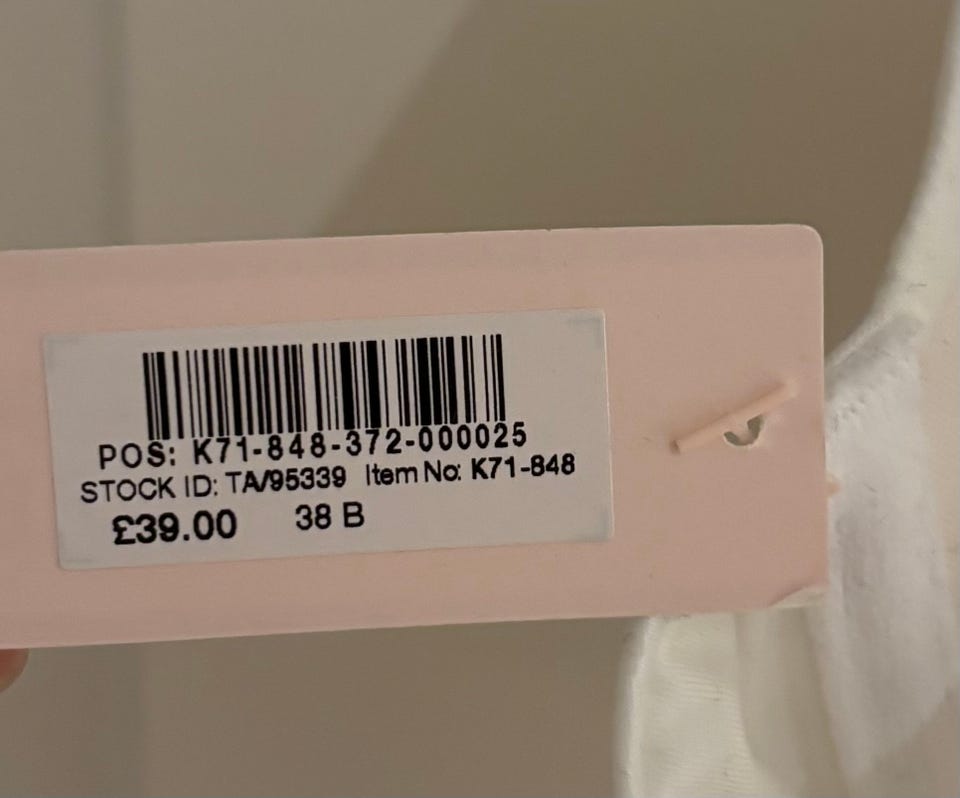 POS: K71-848-372-000025
STOCK ID: TA/95339 Item No: K71-848
£39.00 38 B